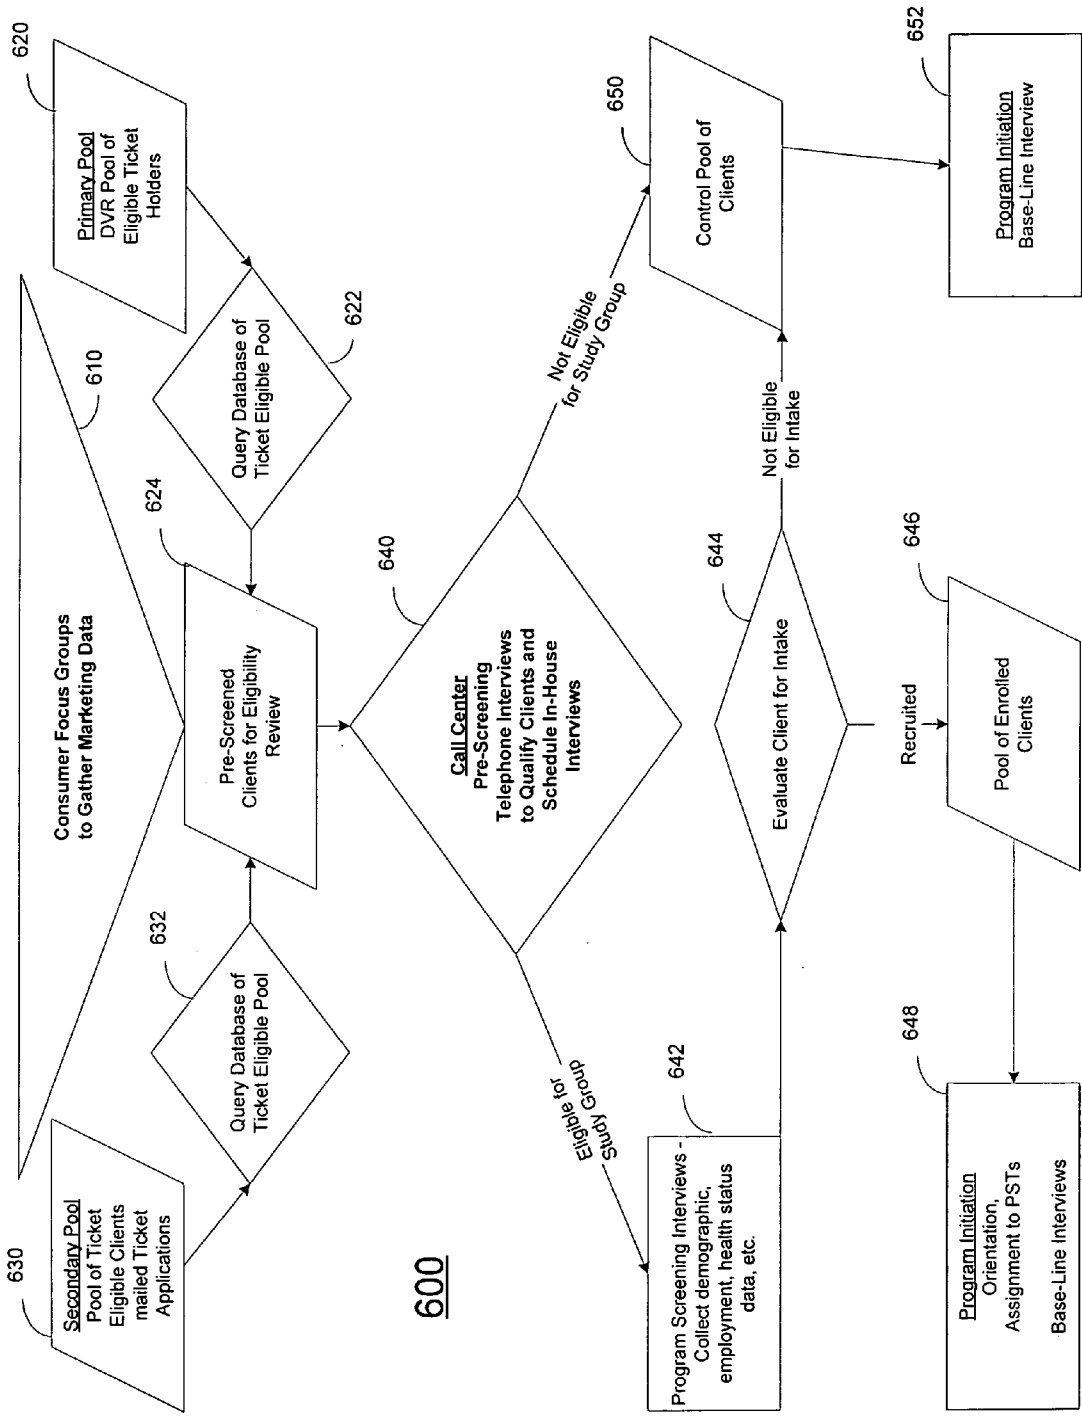 630
Secondary Pool
Pool of Ticket
Eligible Clients
mailed Ticket
Applications
Consumer Focus Groups
to Gather Marketing Data
610
620
Primary Pool
DVR Pool of
Eligible Ticket
Holders
632
Query Database of
Ticket Eligible Pool
624
Pre-Screened
Clients for Eligibility
Review
622
Query Database of
Ticket Eligible Pool
640
Call Center
Pre-Screening
Telephone Interviews
to Qualify Clients and
Schedule In-House
Interviews
600
Eligible for
Study Group
Not Eligible
for Study Group
642
Program Screening Interviews -
Collect demographic,
employment, health status
data, etc.
644
Evaluate Client for Intake
Not Eligible
for Intake
650
Control Pool of
Clients
Recruited
648
Program Initiation
Orientation,
Assignment to PSTs
Base-Line Interviews
646
Pool of Enrolled
Clients
652
Program Initiation
Base-Line Interview